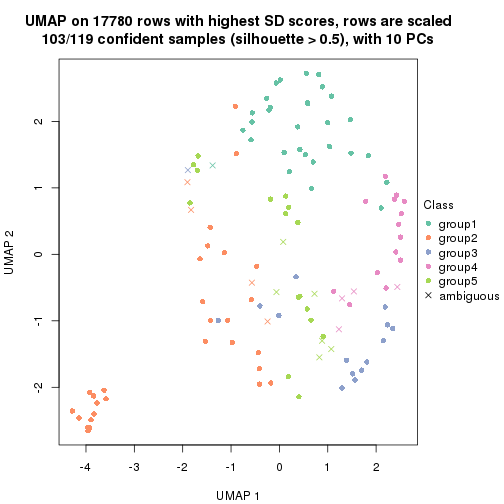 UMAP on 17780 rows with highest SD scores, rows are scaled
103/119 confident samples (silhouette > 0.5), with 10 PCs
2
1
0
-1
-2
UMAP 2
-4
-3
-2
-1
0
1
2
UMAP 1
Class
group1
group2
group3
group4
group5
ambiguous